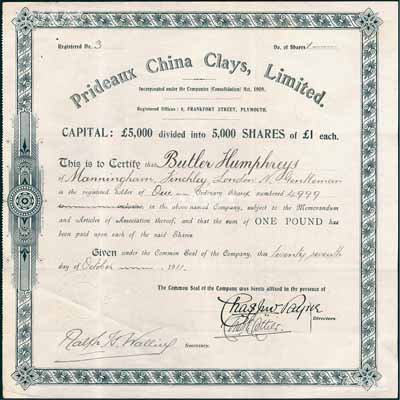 Registered No. 3 No. of Shares 1
Prideaux China Clays, Limited.
Incorporated under the Companies (Consolidation) Act, 1908.
Registered Offices: 6, FRANKFORT STREET, PLYMOUTH.
CAPITAL: £5,000 divided into 5,000 SHARES of £1 each.
This is to Certify that Butler Humphreys
of Manningham, Finchley, London N. Gentleman
is the registered holder of One Ordinary Share numbered 4999
inclusive, in the above-named Company, subject to the Memorandum
and Articles of Association thereof, and that the sum of ONE POUND has
been paid upon each of the said Shares.
Given under the Common Seal of the Company, this Twenty seventh
day of October 1911.
The Common Seal of the Company was hereto affixed in the presence of
Directors
Secretary.